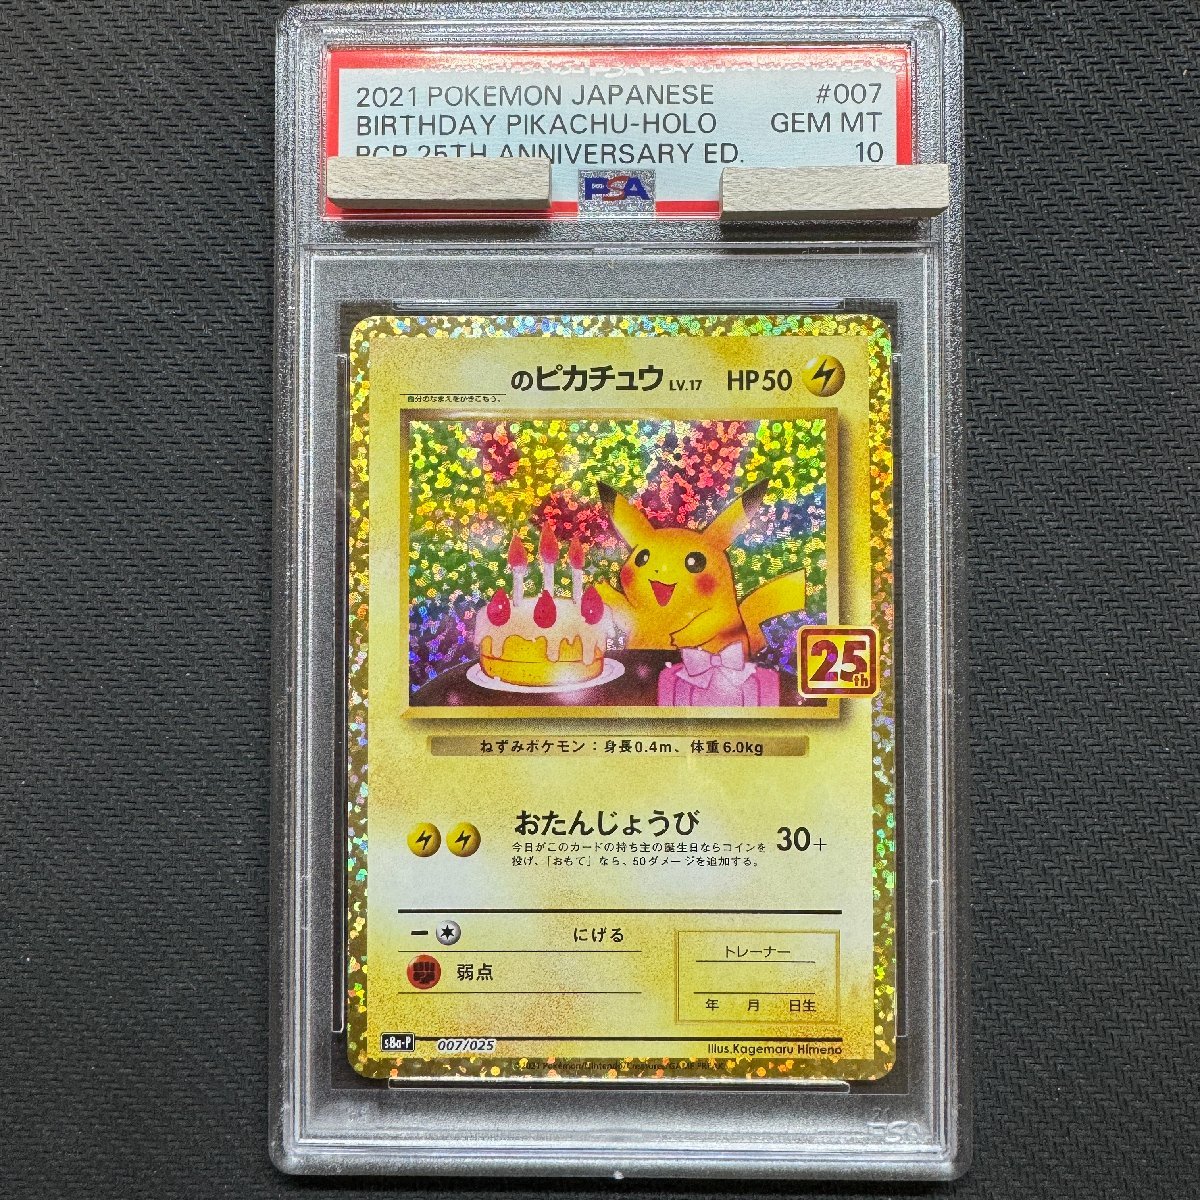 2021 POKEMON JAPANESE #007
BIRTHDAY PIKACHU-HOLO GEM MT
PCP 25TH ANNIVERSARY ED. 10
PSA
のピカチュウ LV.17 HP50
自分のなまえをかきこもう。
25th
ねずみポケモン:身長0.4m、体重6.0kg
おたんじょうび 30+
今日がこのカードの持ち主の誕生日ならコインを
投げ、「おもて」なら、50ダメージを追加する。
にげる
弱点
トレーナー
年 月 日生
s8a-P 007/025
Illus.Kagemaru Himeno
©2021 Pokémon/Nintendo/Creatures/GAME FREAK